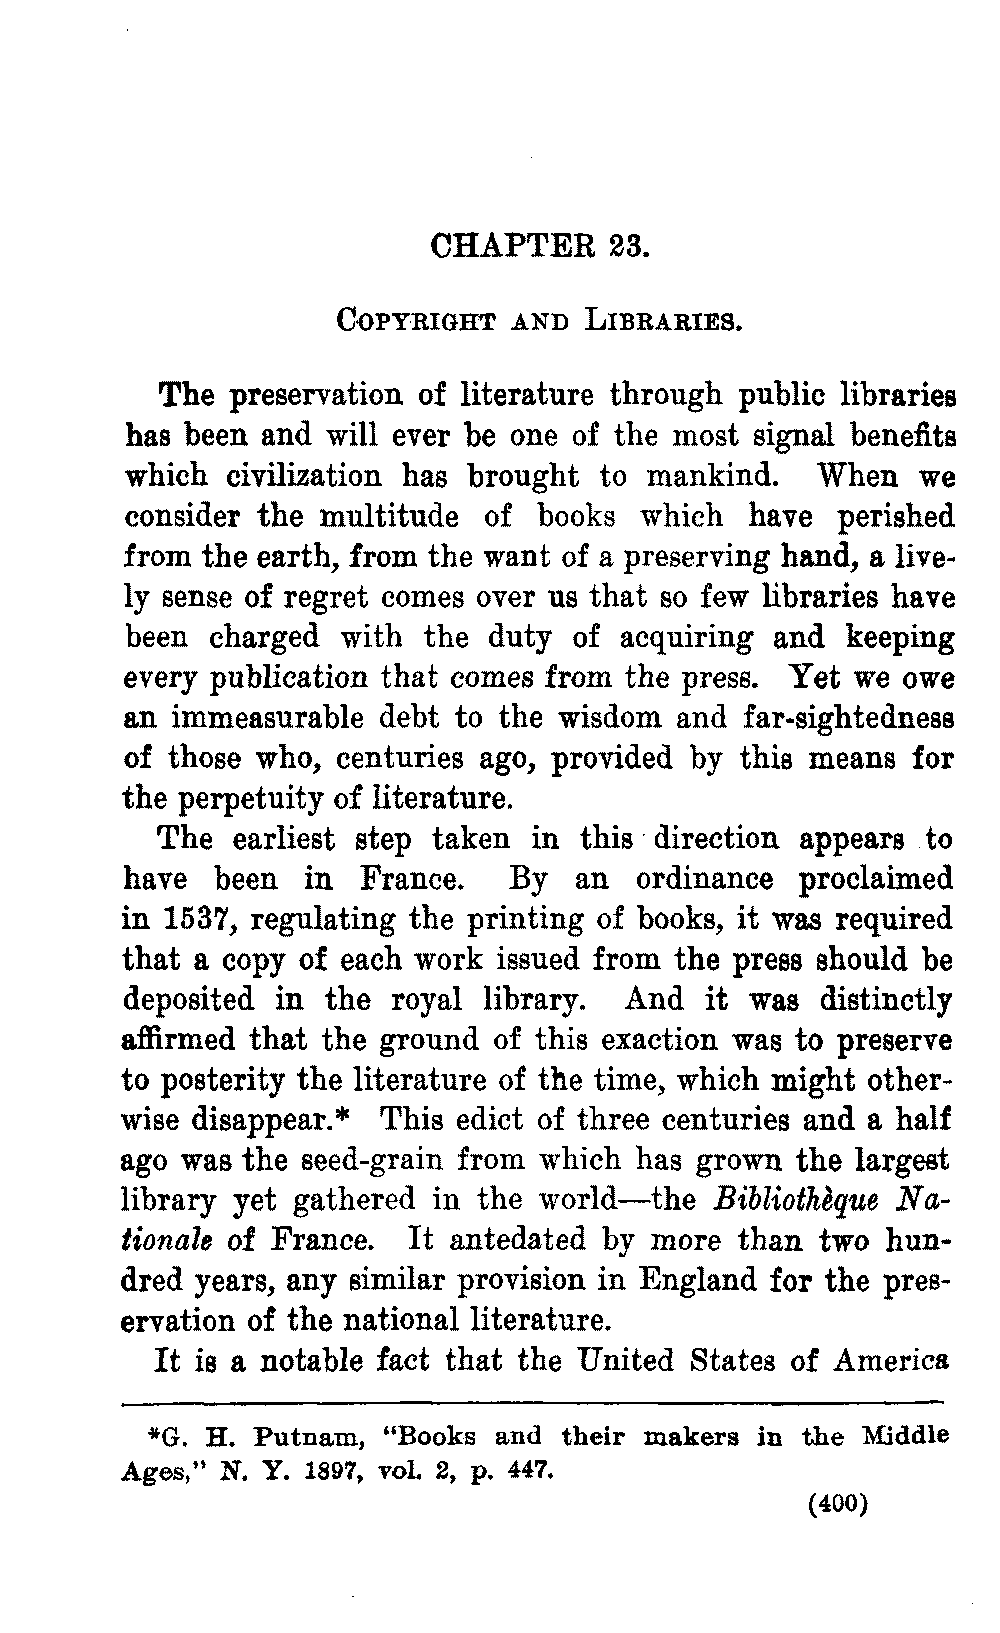 CHAPTER 23.
COPYRIGHT AND LIBRARIES.
The preservation of literature through public libraries
has been and will ever be one of the most signal benefits
which civilization has brought to mankind. When we
consider the multitude of books which have perished
from the earth, from the want of a preserving hand, a live-
ly sense of regret comes over us that so few libraries have
been charged with the duty of acquiring and keeping
every publication that comes from the press. Yet we owe
an immeasurable debt to the wisdom and far-sightedness
of those who, centuries ago, provided by this means for
the perpetuity of literature.
The earliest step taken in this direction appears to
have been in France. By an ordinance proclaimed
in 1537, regulating the printing of books, it was required
that a copy of each work issued from the press should be
deposited in the royal library. And it was distinctly
affirmed that the ground of this exaction was to preserve
to posterity the literature of the time, which might other-
wise disappear.* This edict of three centuries and a half
ago was the seed-grain from which has grown the largest
library yet gathered in the world—the Bibliothèque Na-
tionale of France. It antedated by more than two hun-
dred years, any similar provision in England for the pres-
ervation of the national literature.
It is a notable fact that the United States of America
*G. H. Putnam, "Books and their makers in the Middle
Ages," N. Y. 1897, vol. 2, p. 447.
(400)